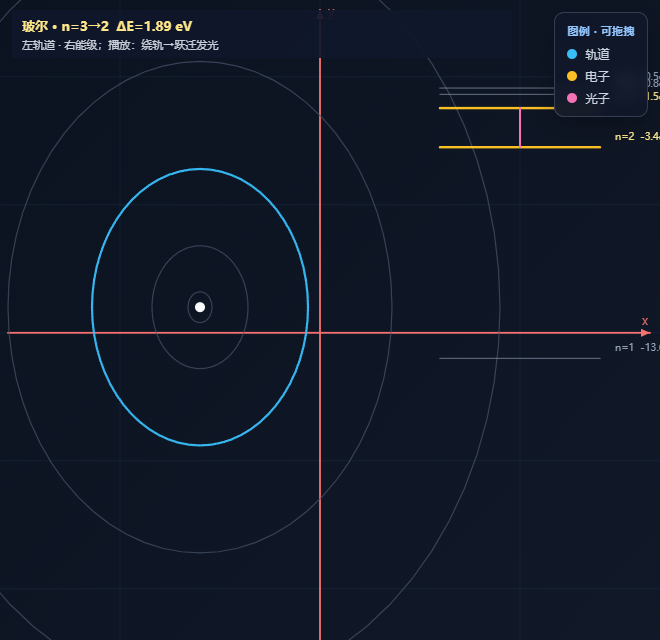 玻尔 · n=3→2 ΔE=1.89 eV
左轨道 · 右能级；播放：绕轨→跃迁发光
图例 · 可拖拽
轨道
电子
光子
n=2 -3.4
x
n=1 -13.